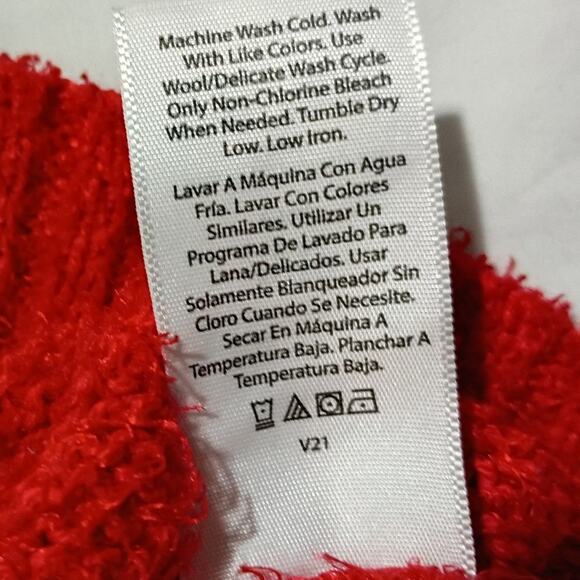 Machine Wash Cold. Wash
With Like Colors. Use
Wool/Delicate Wash Cycle.
Only Non-Chlorine Bleach
When Needed. Tumble Dry
Low. Low Iron.
Lavar A Máquina Con Agua
Fría. Lavar Con Colores
Similares. Utilizar Un
Programa De Lavado Para
Lana/Delicados. Usar
Solamente Blanqueador Sin
Cloro Cuando Se Necesite.
Secar En Máquina A
Temperatura Baja. Planchar A
Temperatura Baja.
V21